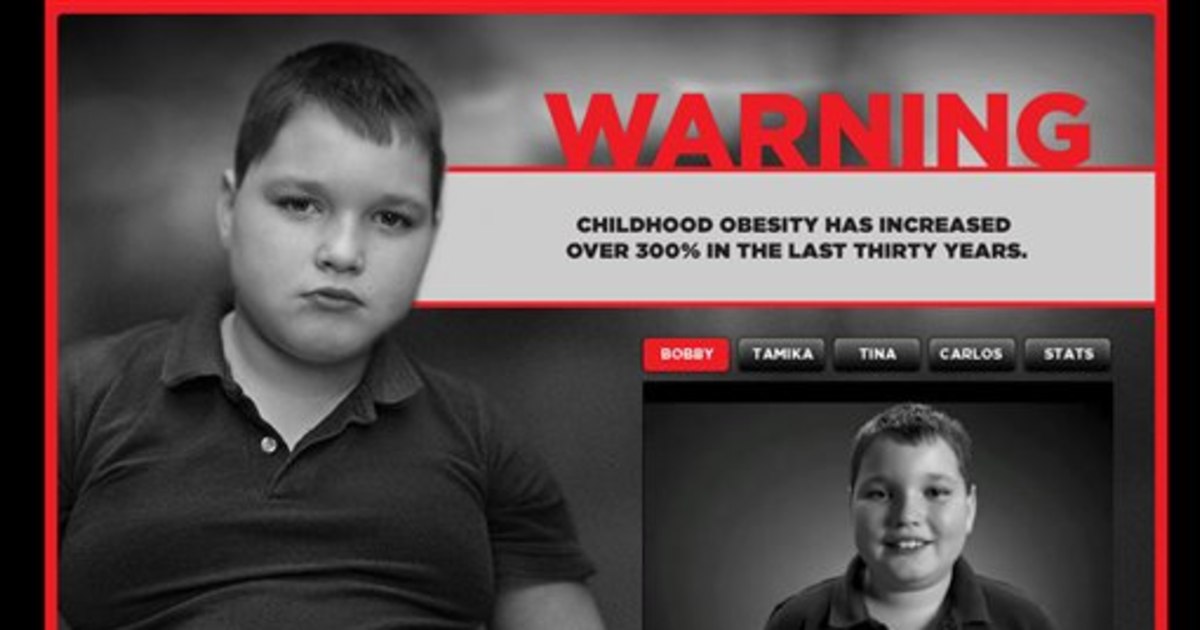 WARNING
CHILDHOOD OBESITY HAS INCREASED
OVER 300% IN THE LAST THIRTY YEARS.
BOBBY TAMIKA TINA CARLOS STATS